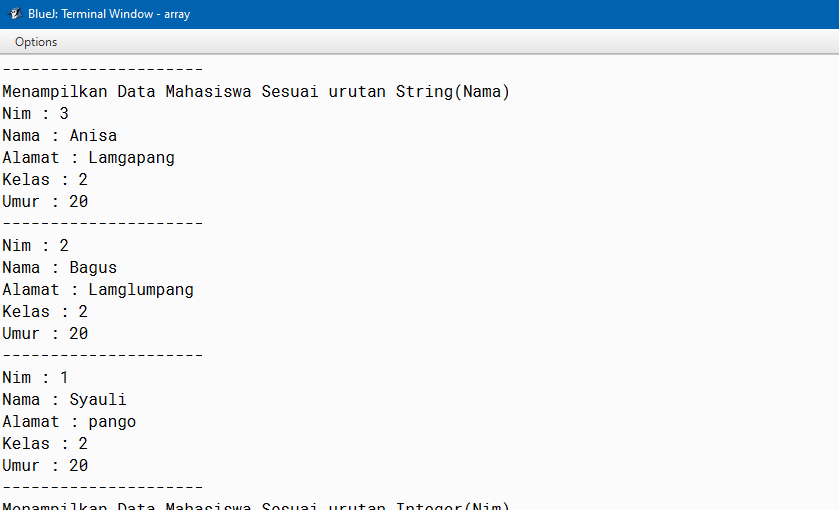 BlueJ: Terminal Window - array
Options
---------------------
Menampilkan Data Mahasiswa Sesuai urutan String(Nama)
Nim : 3
Nama : Anisa
Alamat : Lamgapang
Kelas : 2
Umur : 20
---------------------
Nim : 2
Nama : Bagus
Alamat : Lamglumpang
Kelas : 2
Umur : 20
---------------------
Nim : 1
Nama : Syauli
Alamat : pango
Kelas : 2
Umur : 20
---------------------
Menampilkan Data Mahasiswa Sesuai urutan Integer(Nim)